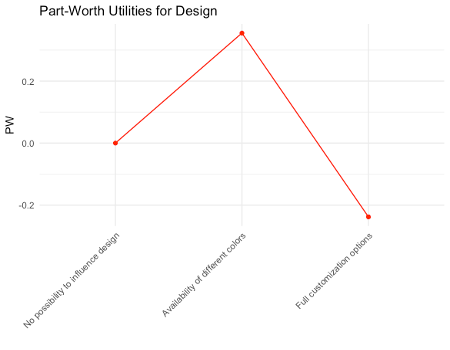 Part-Worth Utilities for Design
PW
0.2
0.0
-0.2
No possibility to influence design
Availability of different colors
Full customization options